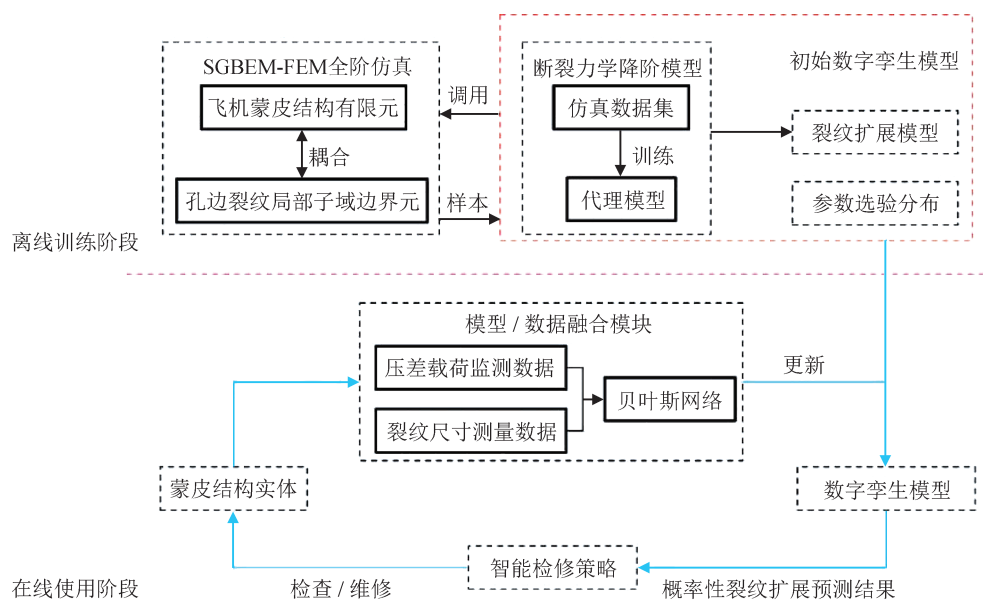 SGBEM-FEM全阶仿真
飞机蒙皮结构有限元
耦合
孔边裂纹局部子域边界元
调用
样本
断裂力学降阶模型
仿真数据集
训练
代理模型
初始数字孪生模型
裂纹扩展模型
参数选验分布
离线训练阶段
模型 / 数据融合模块
压差载荷监测数据
裂纹尺寸测量数据
贝叶斯网络
更新
蒙皮结构实体
数字孪生模型
智能检修策略
检查 / 维修
概率性裂纹扩展预测结果
在线使用阶段